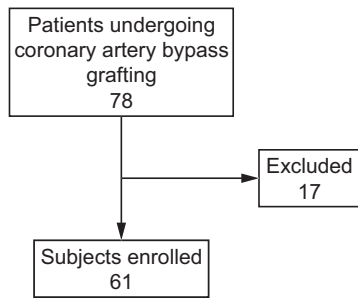 Patients undergoing
coronary artery bypass
grafting
78
Excluded
17
Subjects enrolled
61